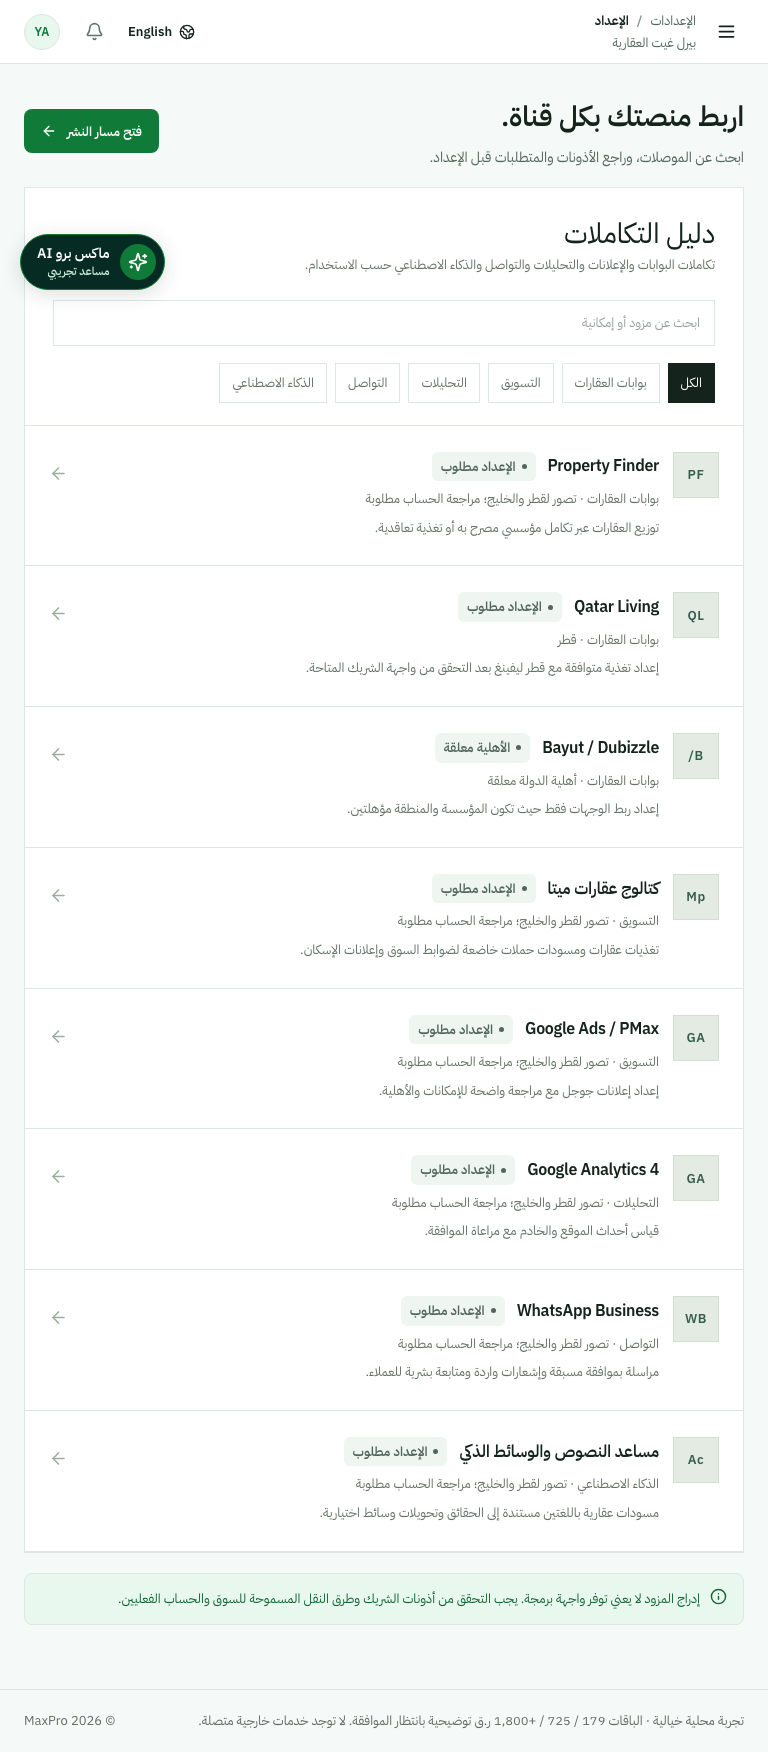 الإعدادات / الإعداد
بيرل غيت العقارية
English
YA
اربط منصتك بكل قناة.
ابحث عن الموصلات، وراجع الأذونات والمتطلبات قبل الإعداد.
فتح مسار النشر
دليل التكاملات
تكاملات البوابات والإعلانات والتحليلات والتواصل والذكاء الاصطناعي حسب الاستخدام.
ماكس برو AI
مساعد تجريبي
ابحث عن مزود أو إمكانية
الكل
بوابات العقارات
التسويق
التحليلات
التواصل
الذكاء الاصطناعي
PF
Property Finder
الإعداد مطلوب
بوابات العقارات · تصور لقطر والخليج؛ مراجعة الحساب مطلوبة
توزيع العقارات عبر تكامل مؤسسي مصرح به أو تغذية تعاقدية.
QL
Qatar Living
الإعداد مطلوب
بوابات العقارات · قطر
إعداد تغذية متوافقة مع قطر ليفينغ بعد التحقق من واجهة الشريك المتاحة.
B/
Bayut / Dubizzle
الأهلية معلقة
بوابات العقارات · أهلية الدولة معلقة
إعداد ربط الوجهات فقط حيث تكون المؤسسة والمنطقة مؤهلتين.
Mp
كتالوج عقارات ميتا
الإعداد مطلوب
التسويق · تصور لقطر والخليج؛ مراجعة الحساب مطلوبة
تغذيات عقارات ومسودات حملات خاضعة لضوابط السوق وإعلانات الإسكان.
GA
Google Ads / PMax
الإعداد مطلوب
التسويق · تصور لقطر والخليج؛ مراجعة الحساب مطلوبة
إعداد إعلانات جوجل مع مراجعة واضحة للإمكانات والأهلية.
GA
Google Analytics 4
الإعداد مطلوب
التحليلات · تصور لقطر والخليج؛ مراجعة الحساب مطلوبة
قياس أحداث الموقع والخادم مع مراعاة الموافقة.
WB
WhatsApp Business
الإعداد مطلوب
التواصل · تصور لقطر والخليج؛ مراجعة الحساب مطلوبة
مراسلة بموافقة مسبقة وإشعارات واردة ومتابعة بشرية للعملاء.
Ac
مساعد النصوص والوسائط الذكي
الإعداد مطلوب
الذكاء الاصطناعي · تصور لقطر والخليج؛ مراجعة الحساب مطلوبة
مسودات عقارية باللغتين مستندة إلى الحقائق وتحويلات وسائط اختيارية.
إدراج المزود لا يعني توفر واجهة برمجة. يجب التحقق من أذونات الشريك وطرق النقل المسموحة للسوق والحساب الفعليين.
تجربة محلية خيالية · الباقات 179 / 725 / +1,800 ر.ق توضيحية بانتظار الموافقة. لا توجد خدمات خارجية متصلة.
© 2026 MaxPro